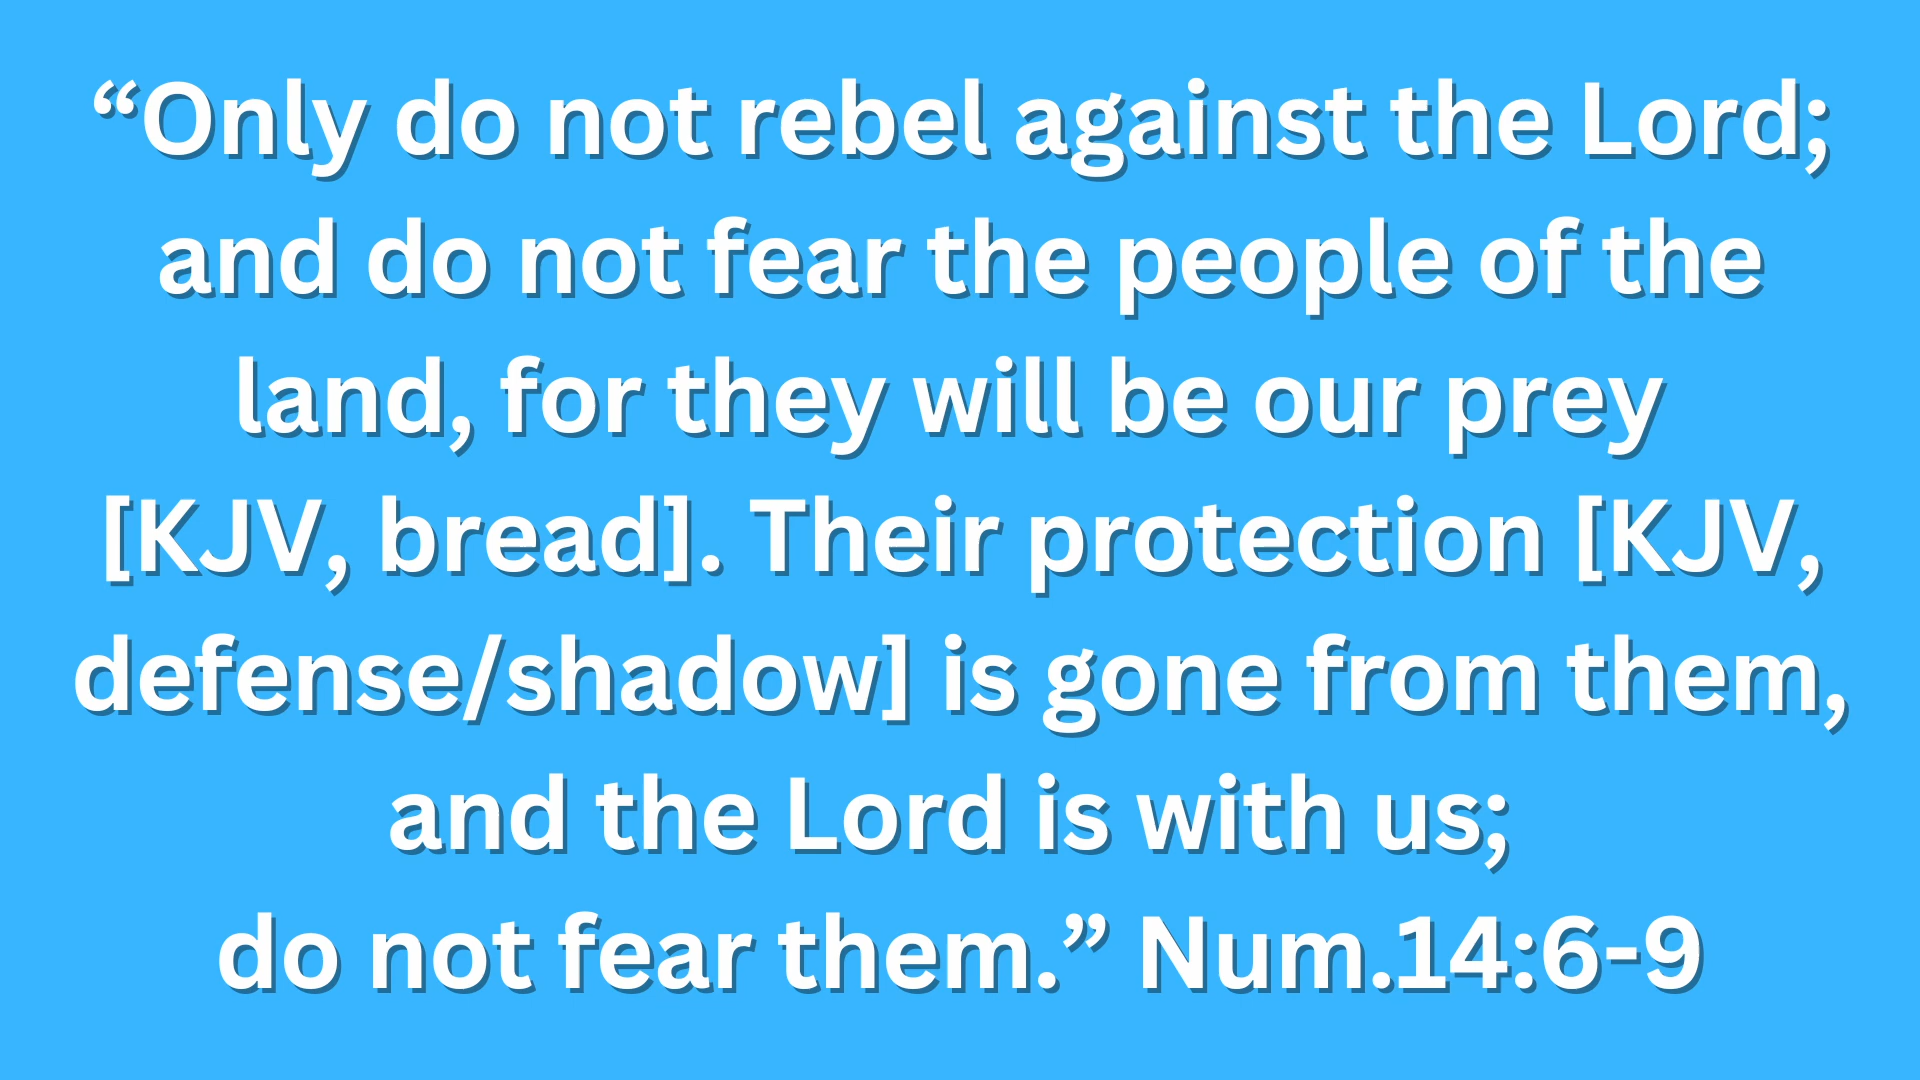 “Only do not rebel against the Lord;
and do not fear the people of the
land, for they will be our prey
[KJV, bread]. Their protection [KJV,
defense/shadow] is gone from them,
and the Lord is with us;
do not fear them.” Num.14:6-9